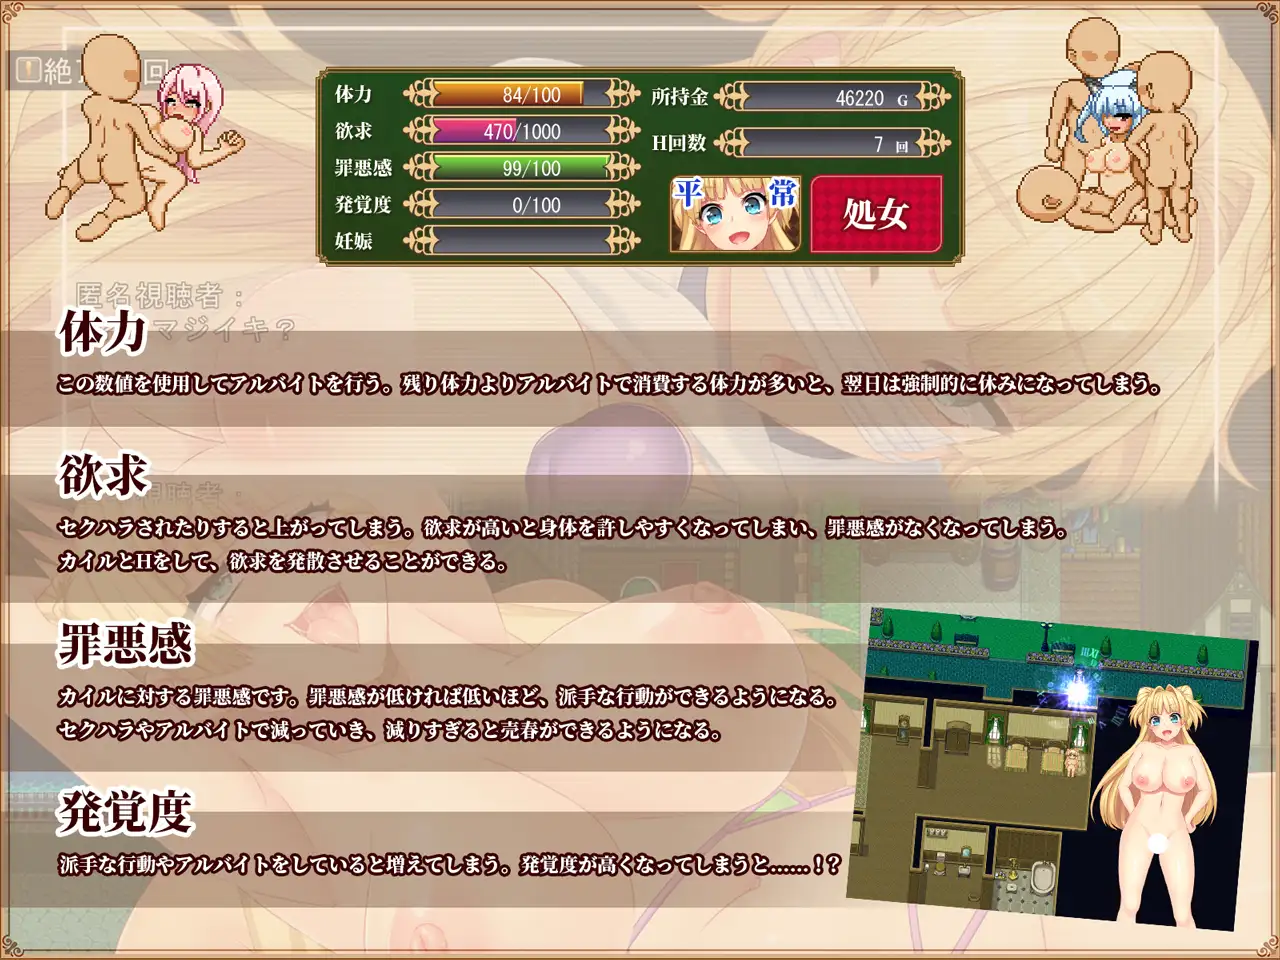 絶
回
体力 84/100
欲求 470/1000
罪悪感 99/100
発覚度 0/100
妊娠
所持金 46220 G
H回数 7 回
平常
処女
匿名視聴者：
マジイキ？
体力
この数値を使用してアルバイトを行う。残り体力よりアルバイトで消費する体力が多いと、翌日は強制的に休みになってしまう。
視聴者：
欲求
セクハラされたりすると上がってしまう。欲求が高いと身体を許しやすくなってしまい、罪悪感がなくなってしまう。
カイルとHをして、欲求を発散させることができる。
罪悪感
カイルに対する罪悪感です。罪悪感が低ければ低いほど、派手な行動ができるようになる。
セクハラやアルバイトで減っていき、減りすぎると売春ができるようになる。
発覚度
派手な行動やアルバイトをしていると増えてしまう。発覚度が高くなってしまうと……！？